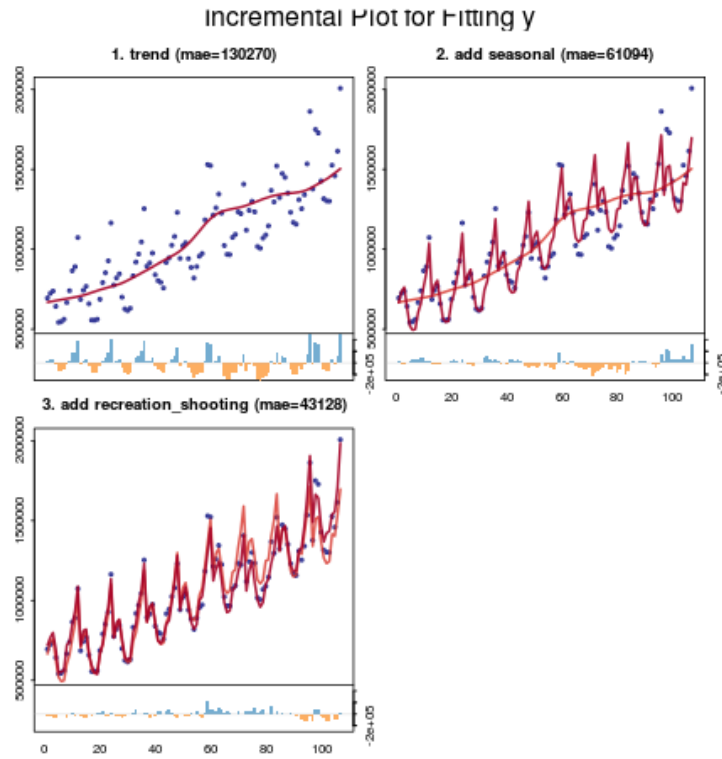 Incremental Plot for Fitting y
1. trend (mae=130270)
2. add seasonal (mae=61094)
2000000
1500000
1000000
500000
-2e+05
2000000
1500000
1000000
500000
-2e+05
0 20 40 60 80 100
3. add recreation_shooting (mae=43128)
2000000
1500000
1000000
500000
-2e+05
0 20 40 60 80 100